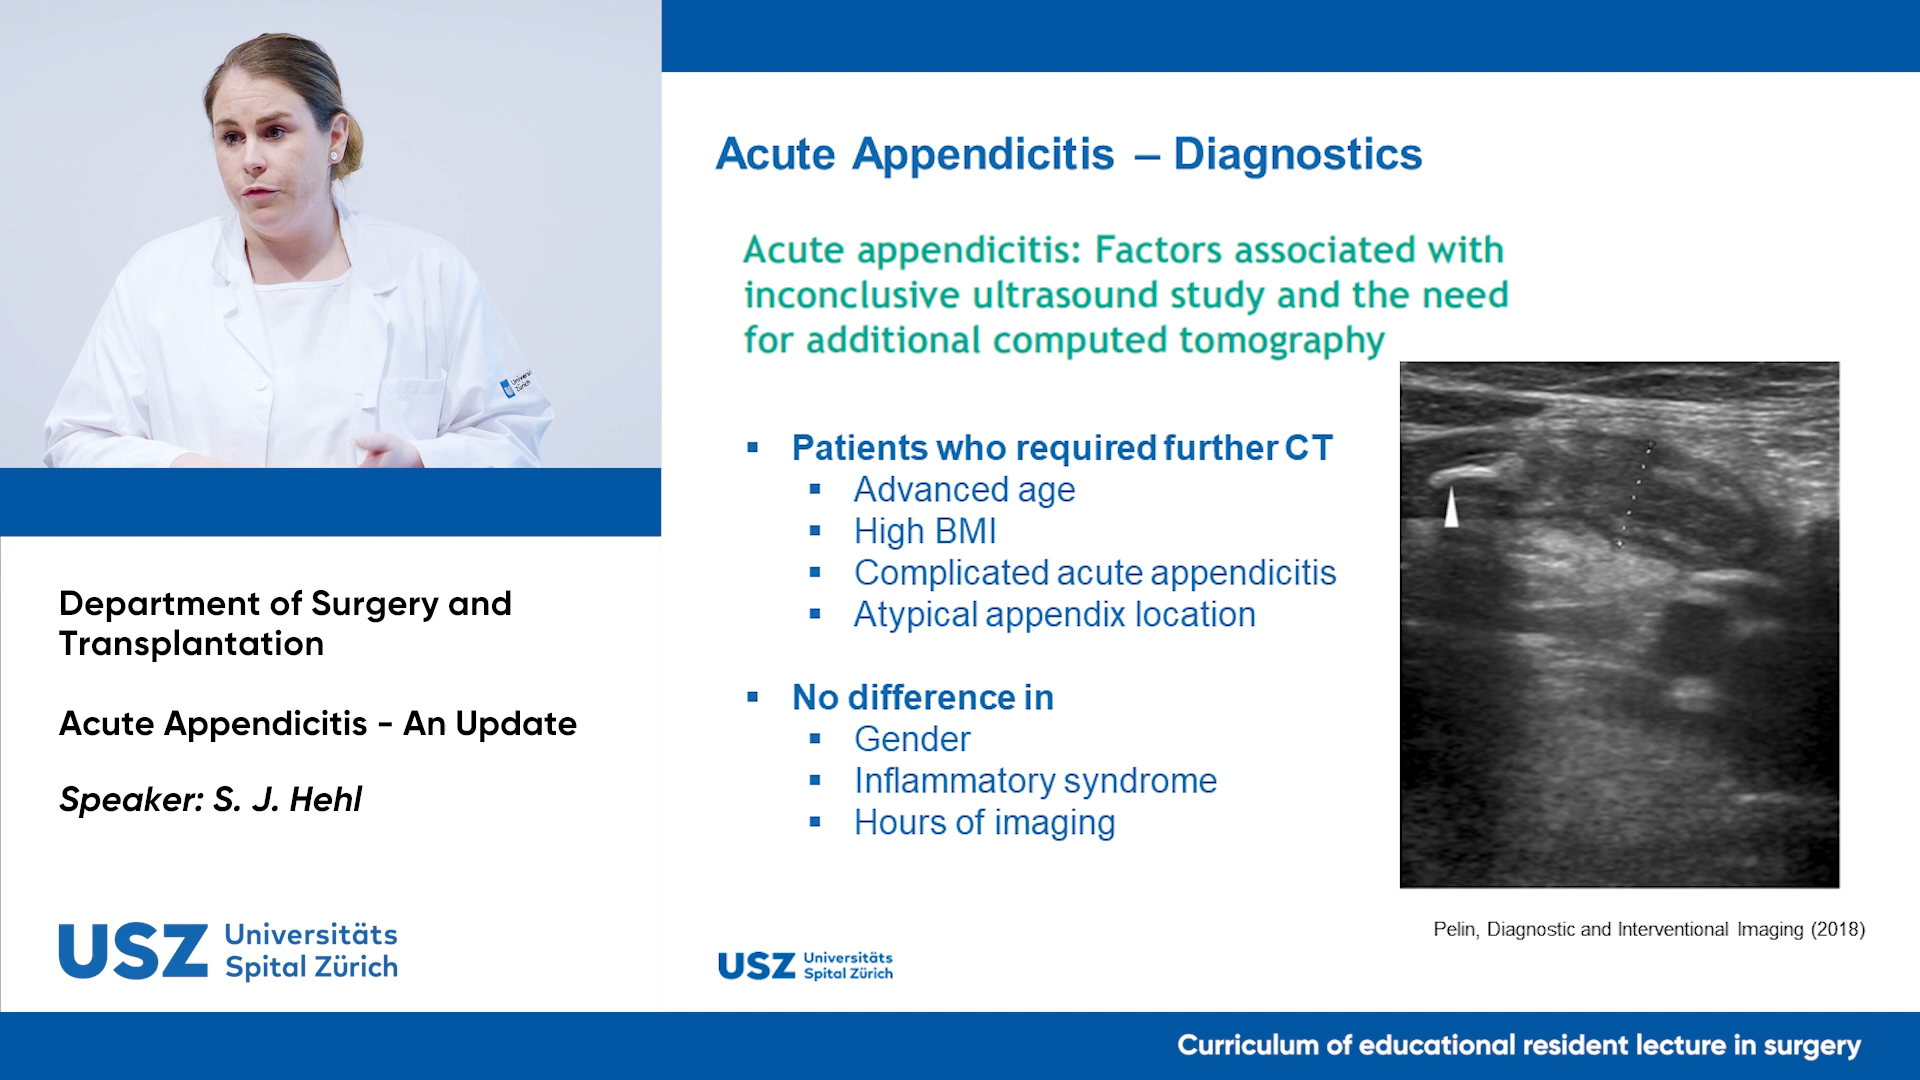 Department of Surgery and
Transplantation
Acute Appendicitis - An Update
Speaker: S. J. Hehl
USZ Universitäts
Spital Zürich
Acute Appendicitis – Diagnostics
Acute appendicitis: Factors associated with
inconclusive ultrasound study and the need
for additional computed tomography
▪ Patients who required further CT
▪ Advanced age
▪ High BMI
▪ Complicated acute appendicitis
▪ Atypical appendix location
▪ No difference in
▪ Gender
▪ Inflammatory syndrome
▪ Hours of imaging
Pelin, Diagnostic and Interventional Imaging (2018)
USZ Universitäts
Spital Zürich
Curriculum of educational resident lecture in surgery